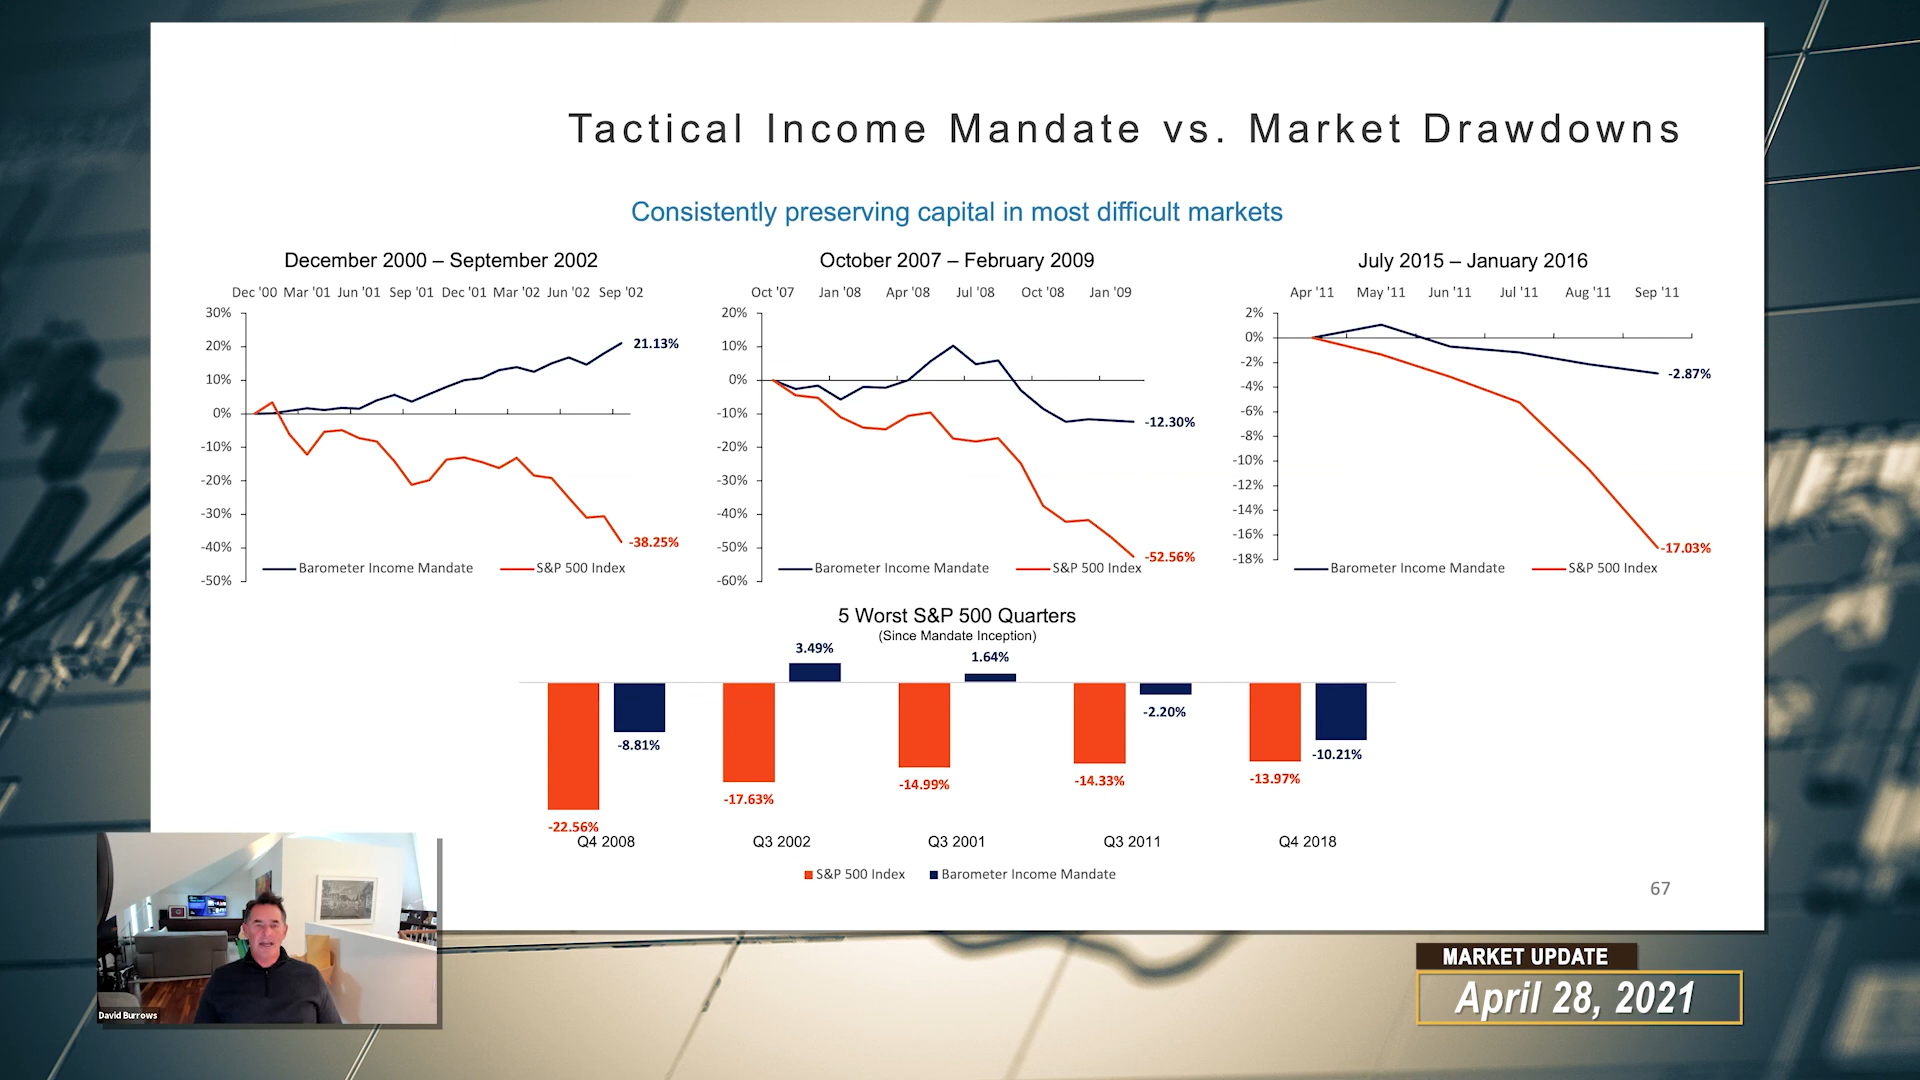 Tactical Income Mandate vs. Market Drawdowns
Consistently preserving capital in most difficult markets
December 2000 – September 2002
Dec '00 Mar '01 Jun '01 Sep '01 Dec '01 Mar '02 Jun '02 Sep '02
30%
20%
10%
0%
-10%
-20%
-30%
-40%
-50%
21.13%
-38.25%
Barometer Income Mandate S&P 500 Index
October 2007 – February 2009
Oct '07 Jan '08 Apr '08 Jul '08 Oct '08 Jan '09
20%
10%
0%
-10%
-20%
-30%
-40%
-50%
-60%
-12.30%
-52.56%
Barometer Income Mandate S&P 500 Index
July 2015 – January 2016
Apr '11 May '11 Jun '11 Jul '11 Aug '11 Sep '11
2%
0%
-2%
-4%
-6%
-8%
-10%
-12%
-14%
-16%
-18%
-2.87%
-17.03%
Barometer Income Mandate S&P 500 Index
5 Worst S&P 500 Quarters
(Since Mandate Inception)
3.49%
1.64%
-2.20%
-8.81%
-10.21%
-22.56%
-17.63%
-14.99%
-14.33%
-13.97%
Q4 2008 Q3 2002 Q3 2001 Q3 2011 Q4 2018
S&P 500 Index Barometer Income Mandate
67
David Burrows
MARKET UPDATE
April 28, 2021